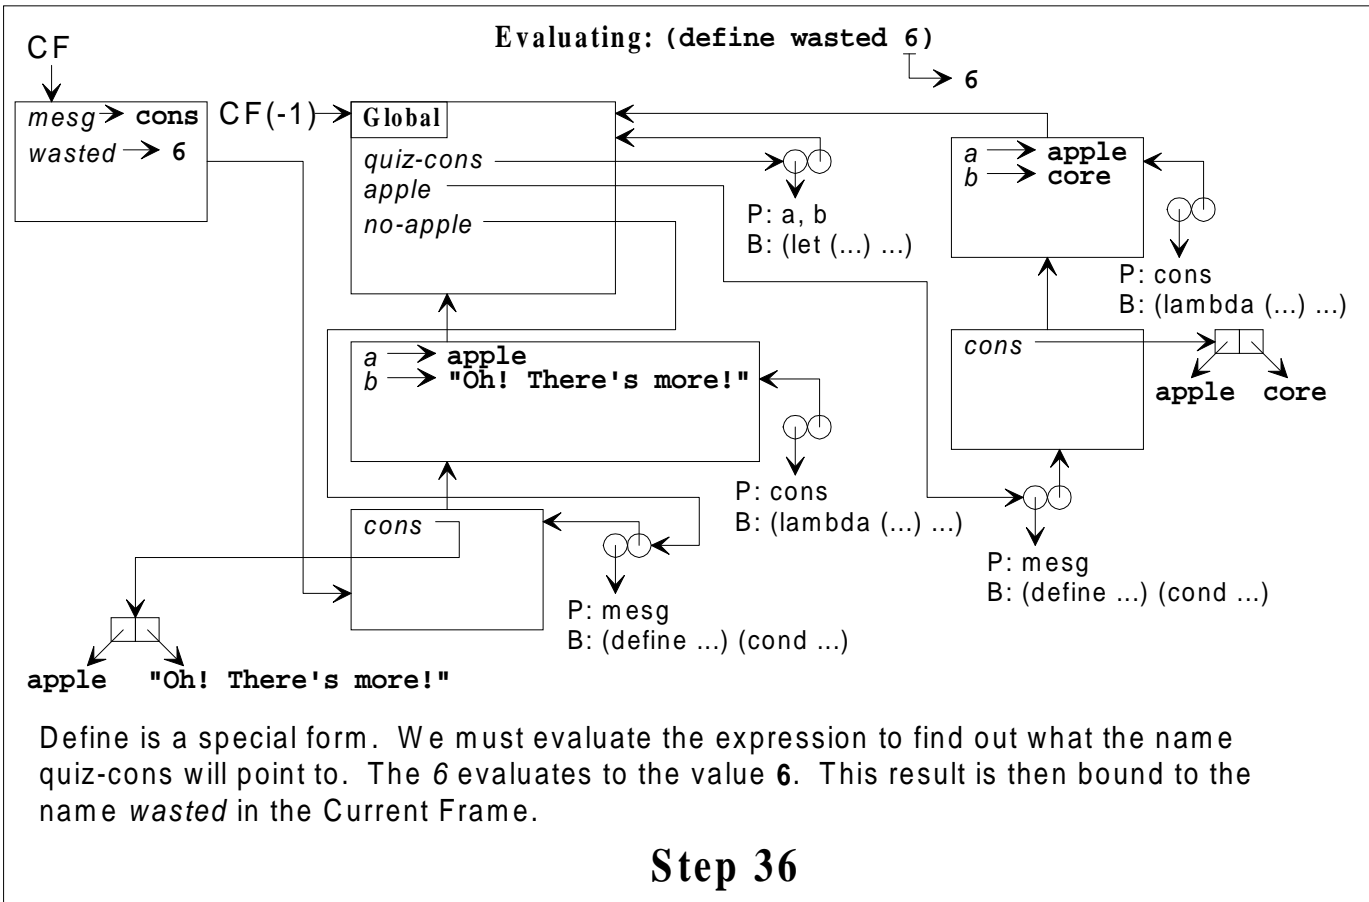 CF
Evaluating: (define wasted 6)
6
mesg cons
wasted 6
CF(-1)
Global
quiz-cons
apple
no-apple
P: a, b
B: (let (...) ...)
a apple
b core
P: cons
B: (lambda (...) ...)
a apple
b "Oh! There's more!"
cons
apple core
P: cons
B: (lambda (...) ...)
cons
P: mesg
B: (define ...) (cond ...)
P: mesg
B: (define ...) (cond ...)
apple "Oh! There's more!"
Define is a special form. We must evaluate the expression to find out what the name
quiz-cons will point to. The 6 evaluates to the value 6. This result is then bound to the
name wasted in the Current Frame.
Step 36